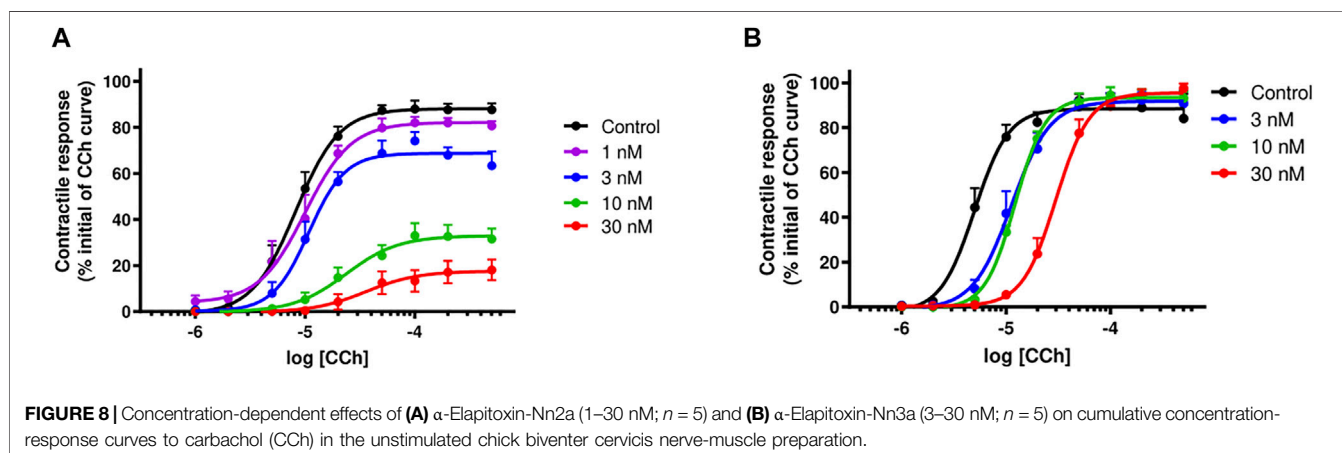 A
Contractile response
(% initial of CCh curve)
100
80
60
40
20
0
-6
-5
-4
log [CCh]
Control
1 nM
3 nM
10 nM
30 nM
B
Contractile response
(% initial of CCh curve)
100
80
60
40
20
0
-6
-5
-4
log [CCh]
Control
3 nM
10 nM
30 nM
FIGURE 8 | Concentration-dependent effects of (A) α-Elapitoxin-Nn2a (1–30 nM; n = 5) and (B) α-Elapitoxin-Nn3a (3–30 nM; n = 5) on cumulative concentration-
response curves to carbachol (CCh) in the unstimulated chick biventer cervicis nerve-muscle preparation.